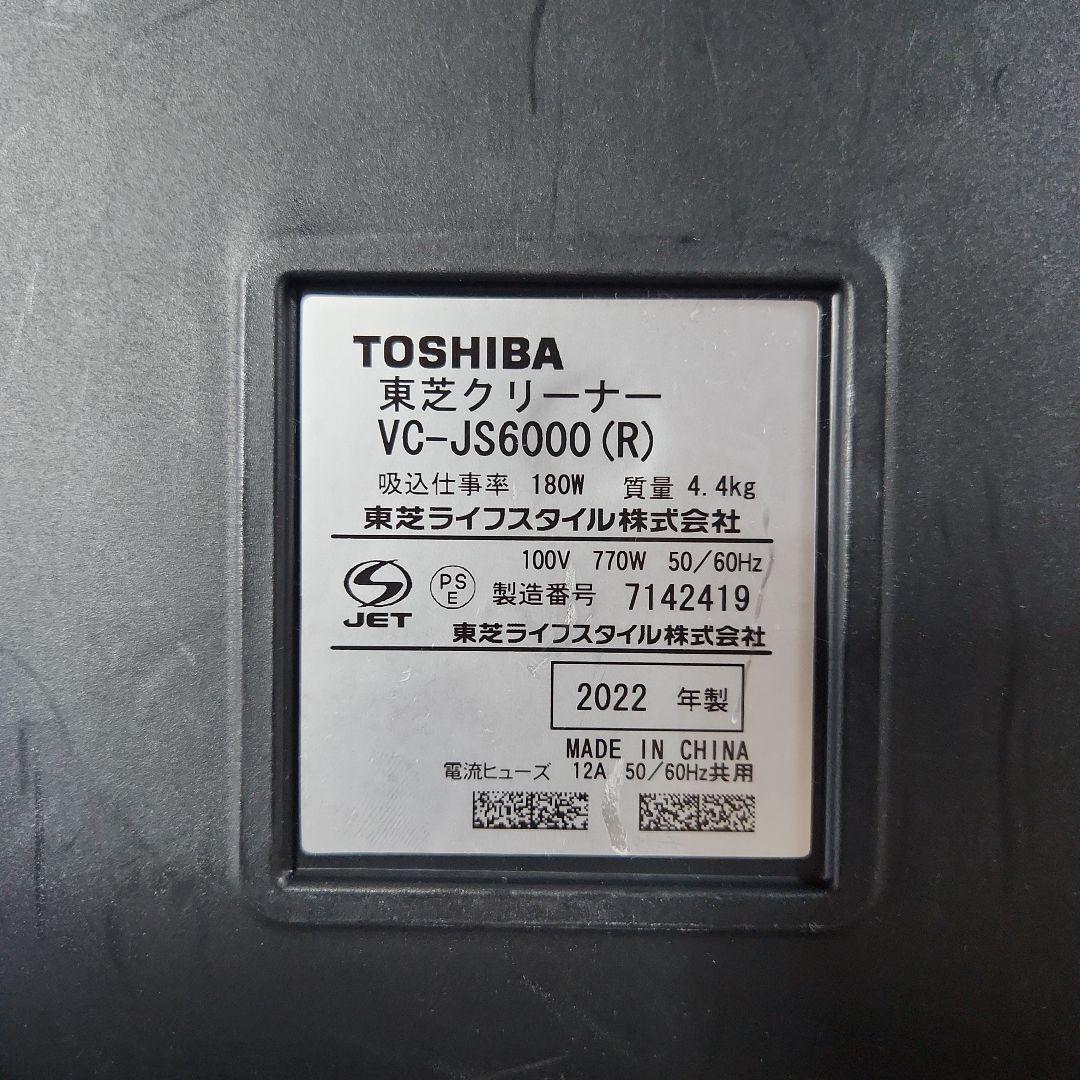 TOSHIBA
東芝クリーナー
VC-JS6000(R)
吸込仕事率 180W 質量 4.4kg
東芝ライフスタイル株式会社
100V 770W 50/60Hz
JET PS E 製造番号 7142419
東芝ライフスタイル株式会社
2022 年製
MADE IN CHINA
電流ヒューズ 12A 50/60Hz共用